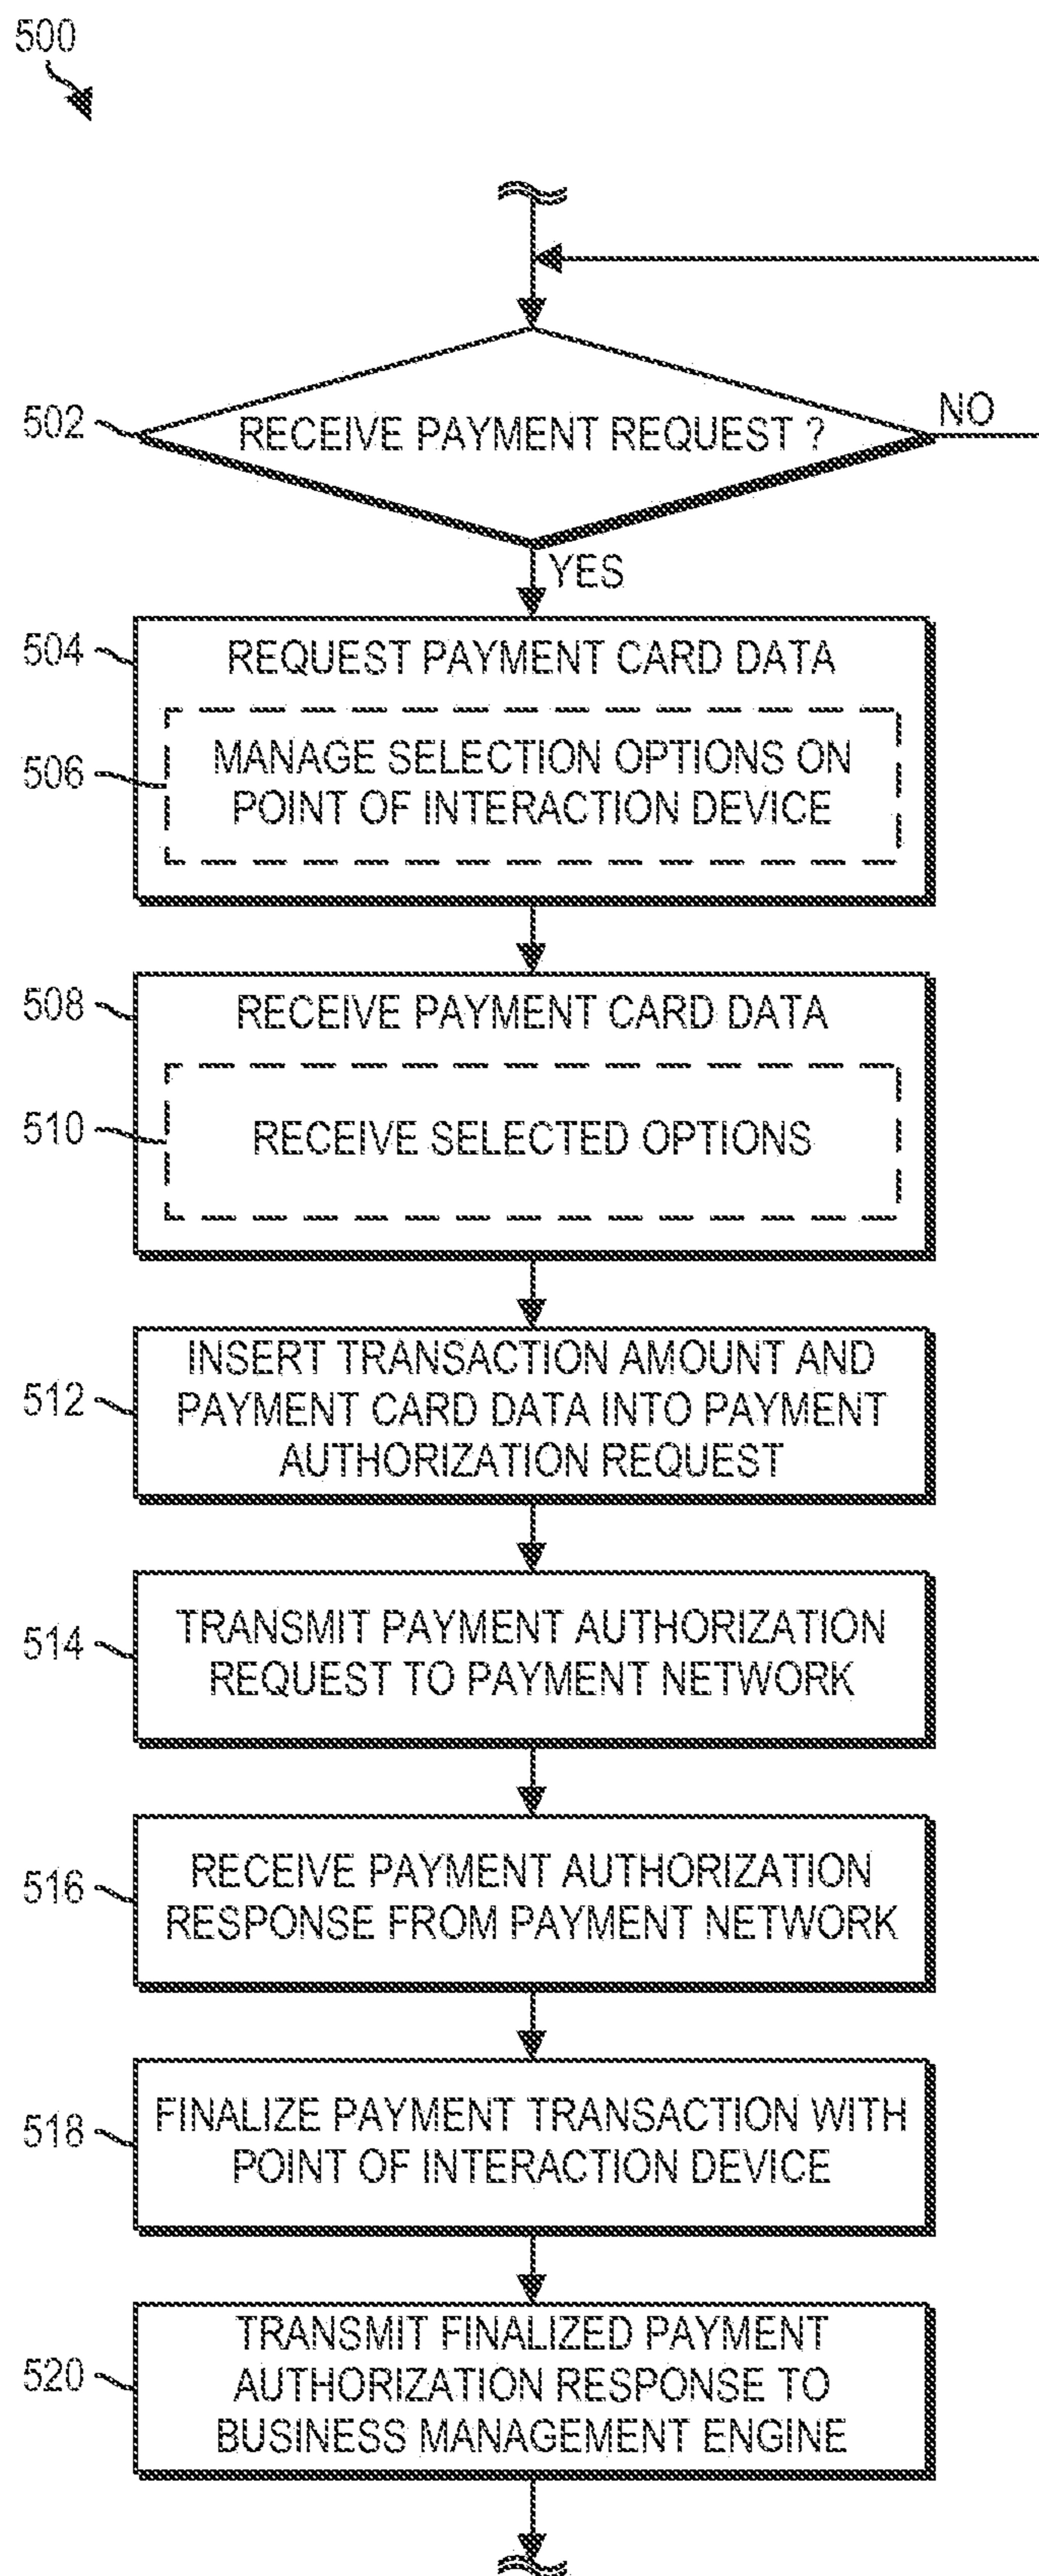 500
502
RECEIVE PAYMENT REQUEST ?
NO
YES
504
REQUEST PAYMENT CARD DATA
506
MANAGE SELECTION OPTIONS ON
POINT OF INTERACTION DEVICE
508
RECEIVE PAYMENT CARD DATA
510
RECEIVE SELECTED OPTIONS
512
INSERT TRANSACTION AMOUNT AND
PAYMENT CARD DATA INTO PAYMENT
AUTHORIZATION REQUEST
514
TRANSMIT PAYMENT AUTHORIZATION
REQUEST TO PAYMENT NETWORK
516
RECEIVE PAYMENT AUTHORIZATION
RESPONSE FROM PAYMENT NETWORK
518
FINALIZE PAYMENT TRANSACTION WITH
POINT OF INTERACTION DEVICE
520
TRANSMIT FINALIZED PAYMENT
AUTHORIZATION RESPONSE TO
BUSINESS MANAGEMENT ENGINE